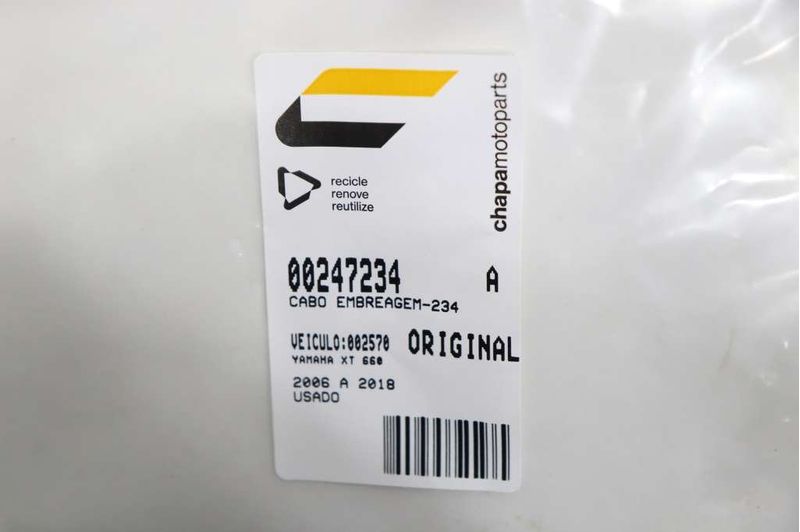 chapamotoparts
recicle
renove
reutilize
00247234 A
CABO EMBREAGEM-234
VEICULO:002570 ORIGINAL
YAMAHA XT 660
2006 A 2018
USADO